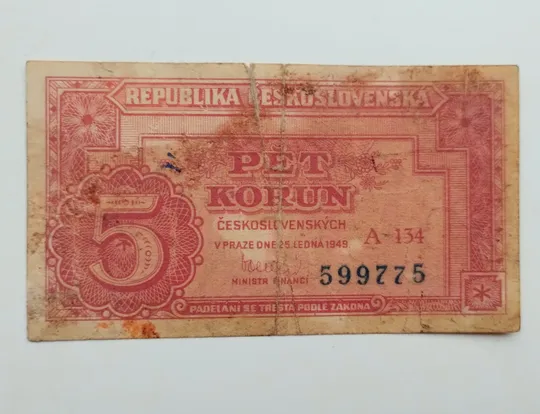 REPUBLIKA ČESKOSLOVENSKÁ
PĚT
KORUN
5
ČESKOSLOVENSKÝCH
V PRAZE DNE 25. LEDNA 1949
A-134
599775
MINISTR FINANCÍ
PADĚLÁNÍ SE TRESTÁ PODLE ZÁKONA